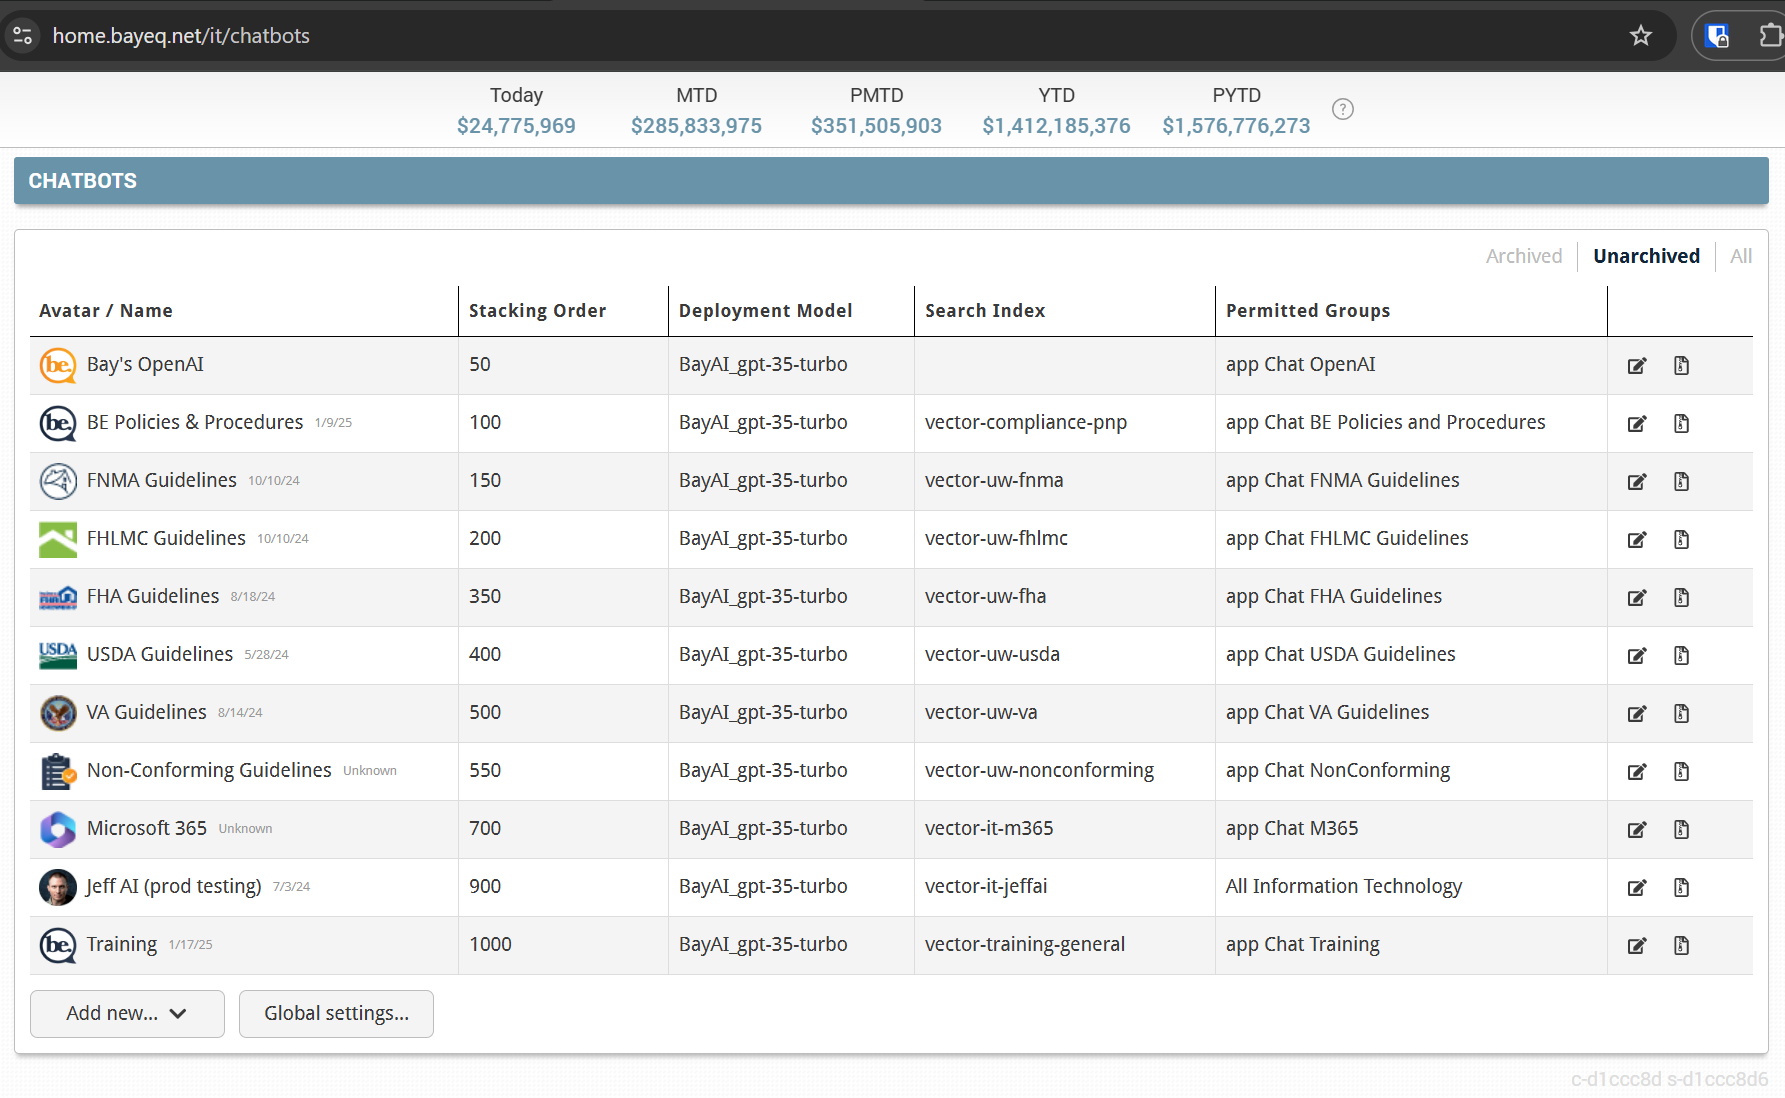 home.bayeq.net/it/chatbots
Today MTD PMTD YTD PYTD
$24,775,969 $285,833,975 $351,505,903 $1,412,185,376 $1,576,776,273 ?
CHATBOTS
Archived Unarchived All
Avatar / Name Stacking Order Deployment Model Search Index Permitted Groups
be. Bay's OpenAI 50 BayAI_gpt-35-turbo app Chat OpenAI
be. BE Policies & Procedures 1/9/25 100 BayAI_gpt-35-turbo vector-compliance-pnp app Chat BE Policies and Procedures
FNMA Guidelines 10/10/24 150 BayAI_gpt-35-turbo vector-uw-fnma app Chat FNMA Guidelines
FHLMC Guidelines 10/10/24 200 BayAI_gpt-35-turbo vector-uw-fhlmc app Chat FHLMC Guidelines
FHA FHA Guidelines 8/18/24 350 BayAI_gpt-35-turbo vector-uw-fha app Chat FHA Guidelines
USDA USDA Guidelines 5/28/24 400 BayAI_gpt-35-turbo vector-uw-usda app Chat USDA Guidelines
VA Guidelines 8/14/24 500 BayAI_gpt-35-turbo vector-uw-va app Chat VA Guidelines
Non-Conforming Guidelines Unknown 550 BayAI_gpt-35-turbo vector-uw-nonconforming app Chat NonConforming
Microsoft 365 Unknown 700 BayAI_gpt-35-turbo vector-it-m365 app Chat M365
Jeff AI (prod testing) 7/3/24 900 BayAI_gpt-35-turbo vector-it-jeffai All Information Technology
be. Training 1/17/25 1000 BayAI_gpt-35-turbo vector-training-general app Chat Training
Add new... Global settings...
c-d1ccc8d s-d1ccc8d6